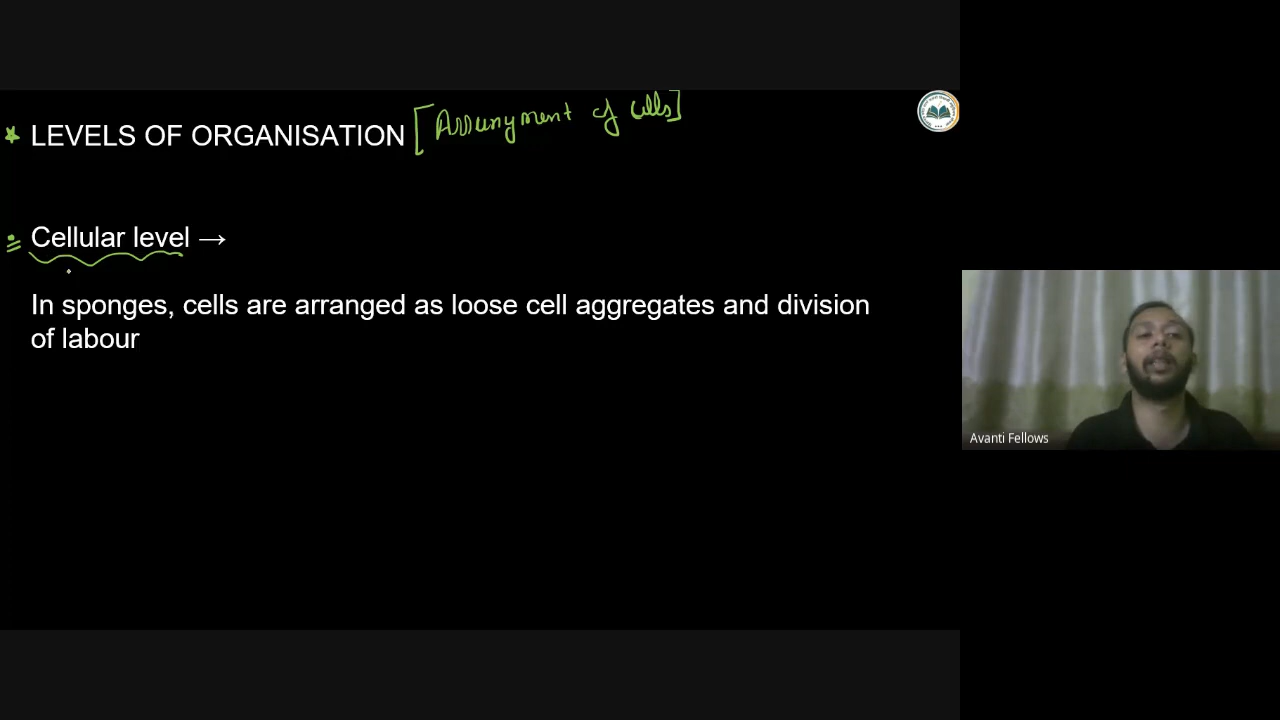 LEVELS OF ORGANISATION [Arrangment of cells]
Cellular level →
In sponges, cells are arranged as loose cell aggregates and division
of labour
Avanti Fellows